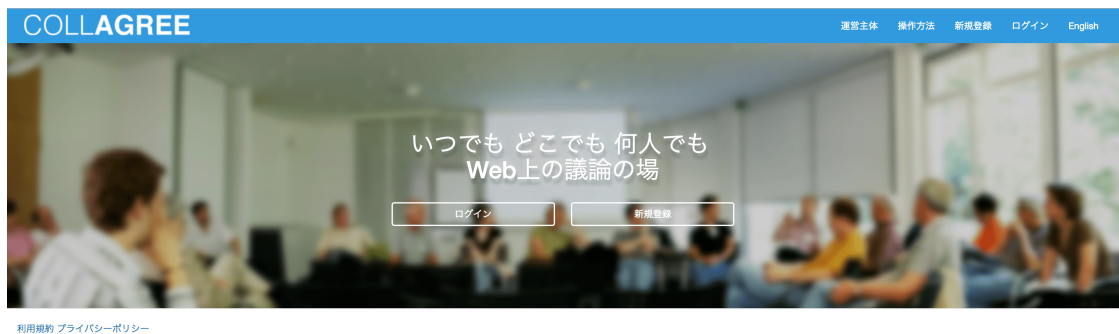 COLLAGREE
運営主体 操作方法 新規登録 ログイン English
いつでも どこでも 何人でも
Web上の議論の場
ログイン 新規登録
利用規約 プライバシーポリシー